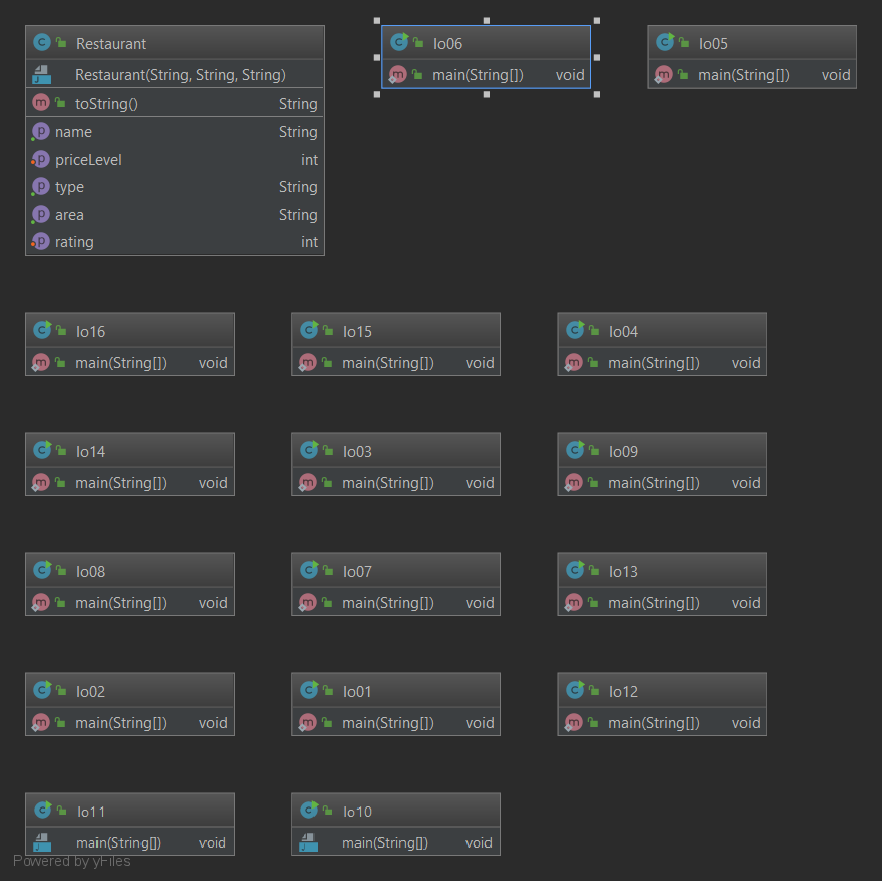 Restaurant
Restaurant(String, String, String)
toString() String
name String
priceLevel int
type String
area String
rating int
Io06
main(String[]) void
Io05
main(String[]) void
Io16
main(String[]) void
Io15
main(String[]) void
Io04
main(String[]) void
Io14
main(String[]) void
Io03
main(String[]) void
Io09
main(String[]) void
Io08
main(String[]) void
Io07
main(String[]) void
Io13
main(String[]) void
Io02
main(String[]) void
Io01
main(String[]) void
Io12
main(String[]) void
Io11
main(String[]) void
Io10
main(String[]) void
Powered by yFiles